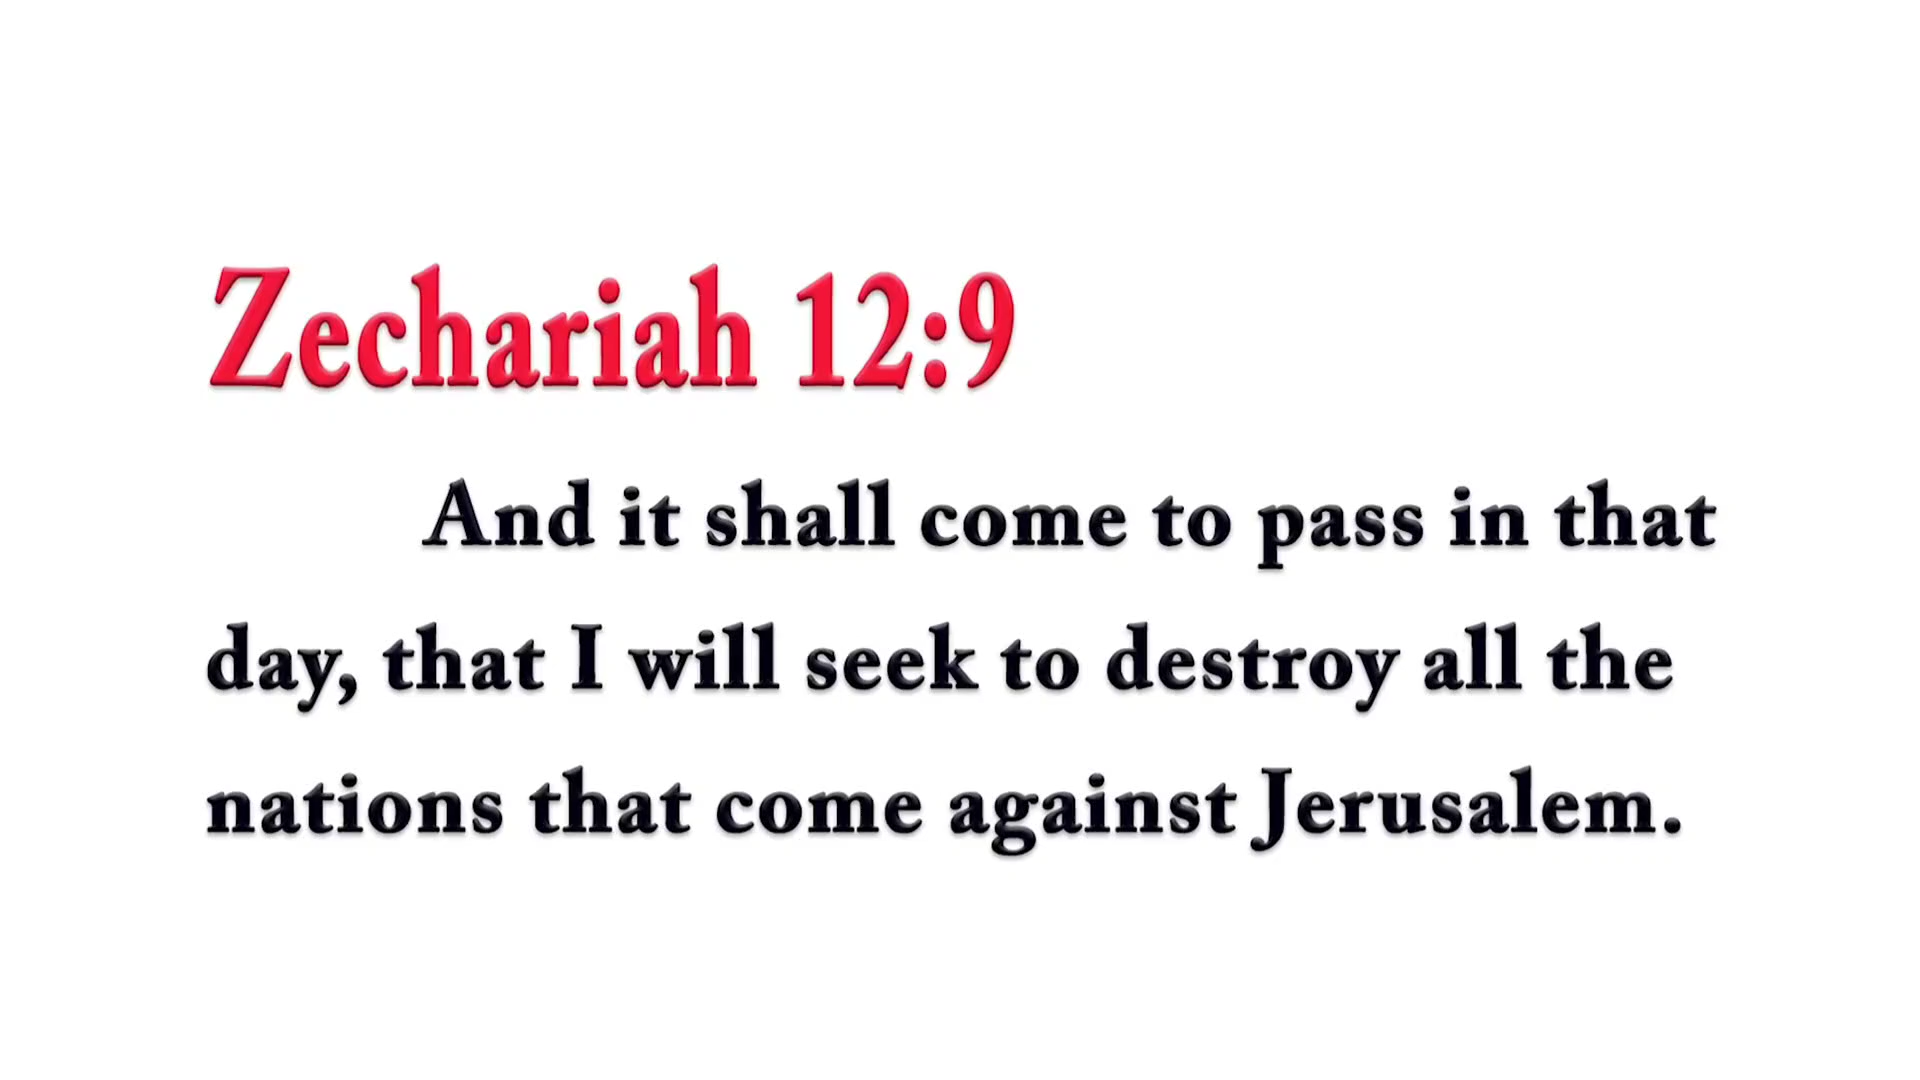 Zechariah 12:9
And it shall come to pass in that
day, that I will seek to destroy all the
nations that come against Jerusalem.